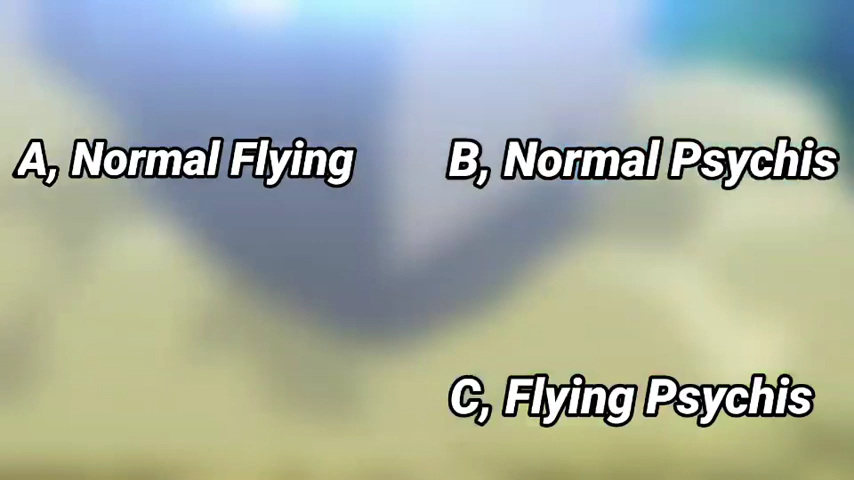 A, Normal Flying
B, Normal Psychis
C, Flying Psychis